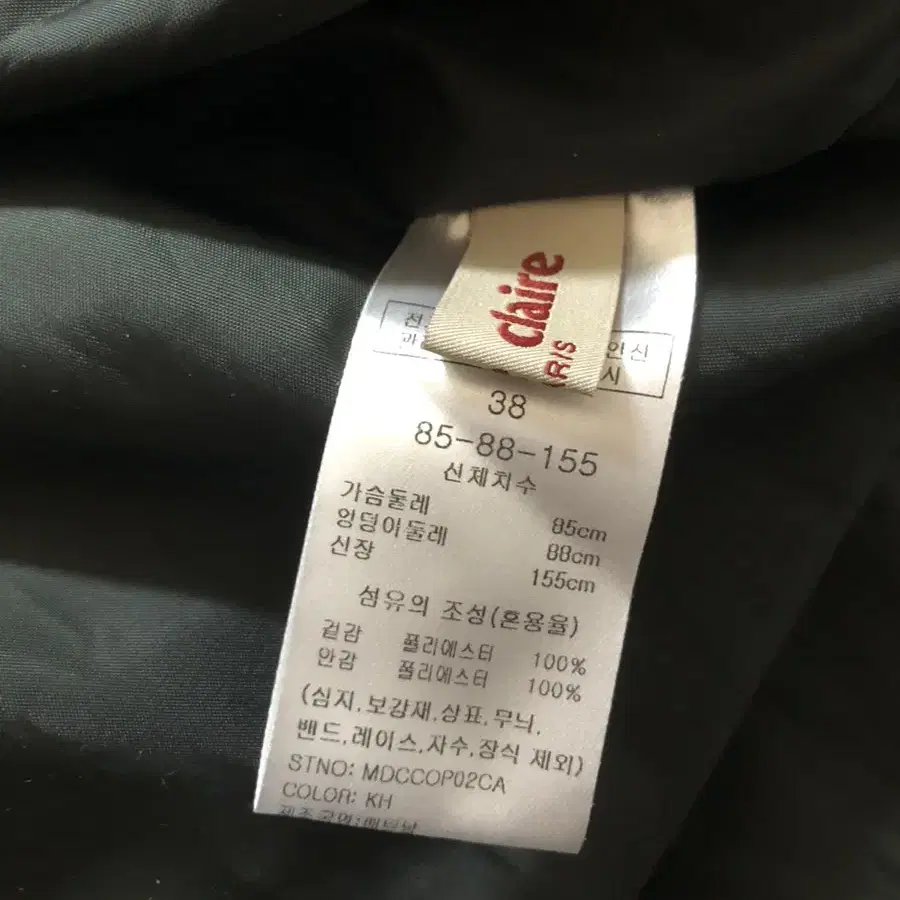 claire
38
85-88-155
신체치수
가슴둘레 85cm
엉덩이둘레 88cm
신장 155cm
섬유의 조성(혼용율)
겉감 폴리에스터 100%
안감 폴리에스터 100%
(심지,보강재,상표,무늬,
밴드,레이스,자수,장식 제외)
STNO: MDCCOP02CA
COLOR: KH